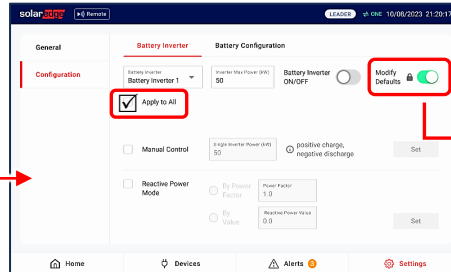 solaredge Remote LEADER ONE 10/08/2023 21:20:17
General
Configuration
Battery Inverter Battery Configuration
Battery Inverter
Battery Inverter 1
Inverter Max Power (kW)
50
Battery Inverter
ON/OFF
Modify
Defaults
Apply to All
Manual Control
Single Inverter Power (kW)
50
positive charge,
negative discharge
Set
Reactive Power
Mode
By Power
Factor
Power Factor
1.0
By
Value
Reactive Power Value
0.0
Set
Home Devices Alerts Settings